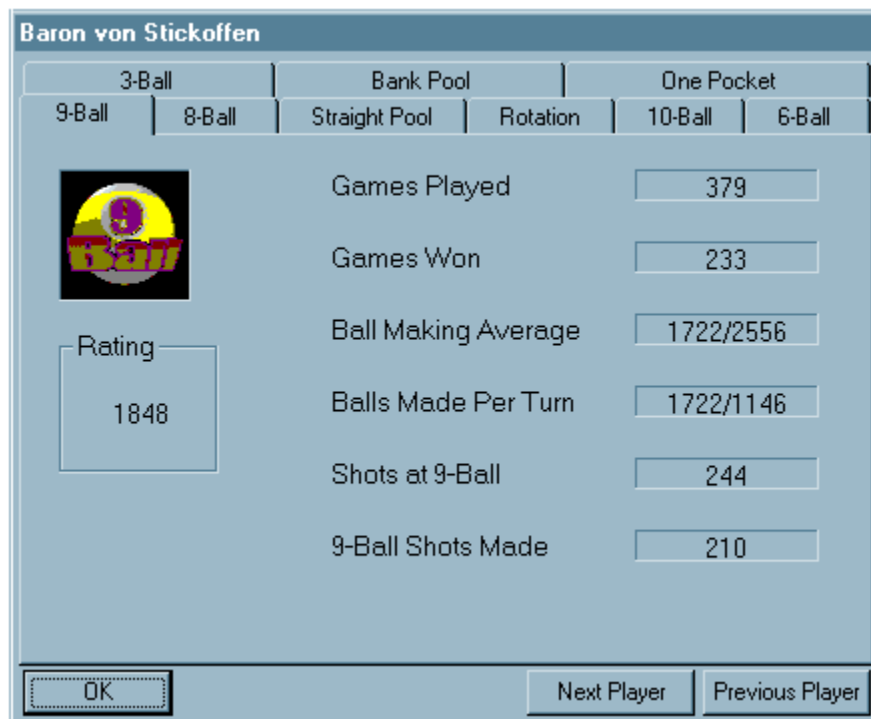 Baron von Stickoffen
3-Ball Bank Pool One Pocket
9-Ball 8-Ball Straight Pool Rotation 10-Ball 6-Ball
9
Ball
Games Played 379
Games Won 233
Ball Making Average 1722/2556
Rating
1848
Balls Made Per Turn 1722/1146
Shots at 9-Ball 244
9-Ball Shots Made 210
OK Next Player Previous Player